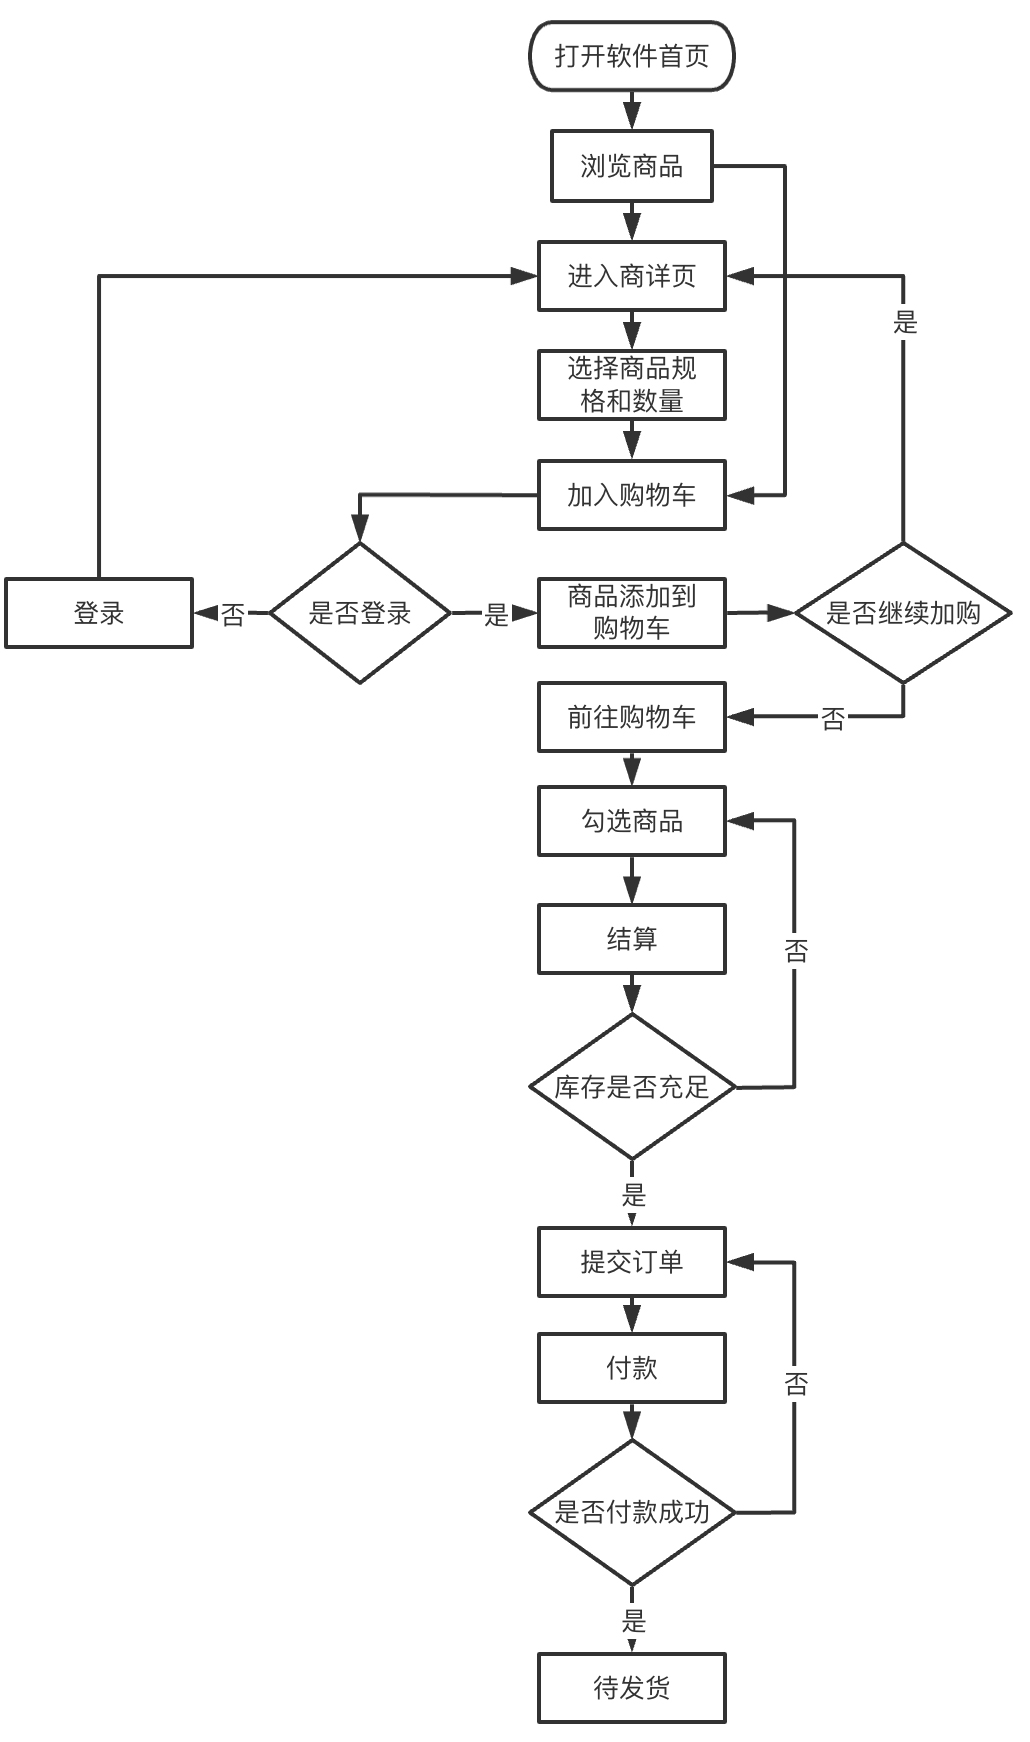 打开软件首页
浏览商品
进入商详页
是
选择商品规
格和数量
加入购物车
登录
否
是否登录
是
商品添加到
购物车
是否继续加购
前往购物车
否
勾选商品
结算
否
库存是否充足
是
提交订单
付款
否
是否付款成功
是
待发货